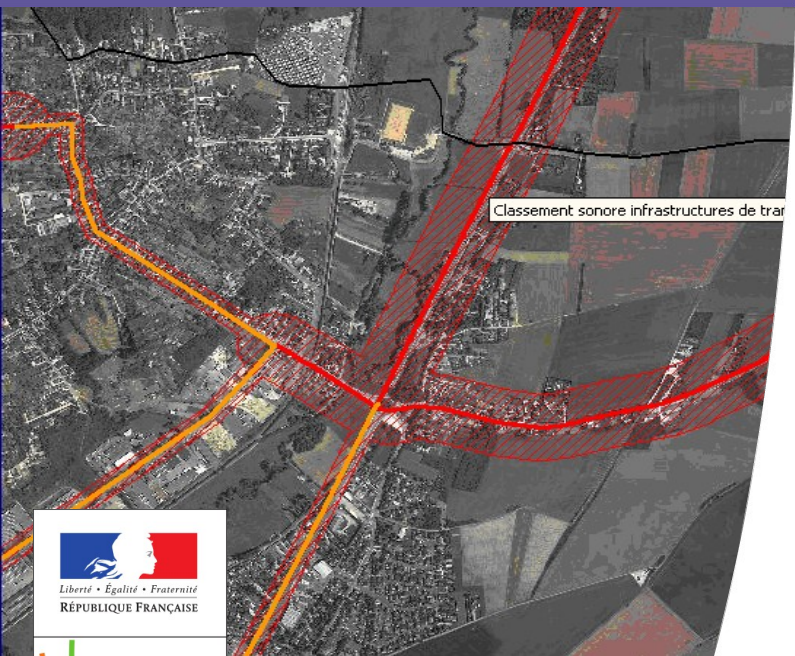 Classement sonore infrastructures de tra
Liberté • Égalité • Fraternité
RÉPUBLIQUE FRANÇAISE